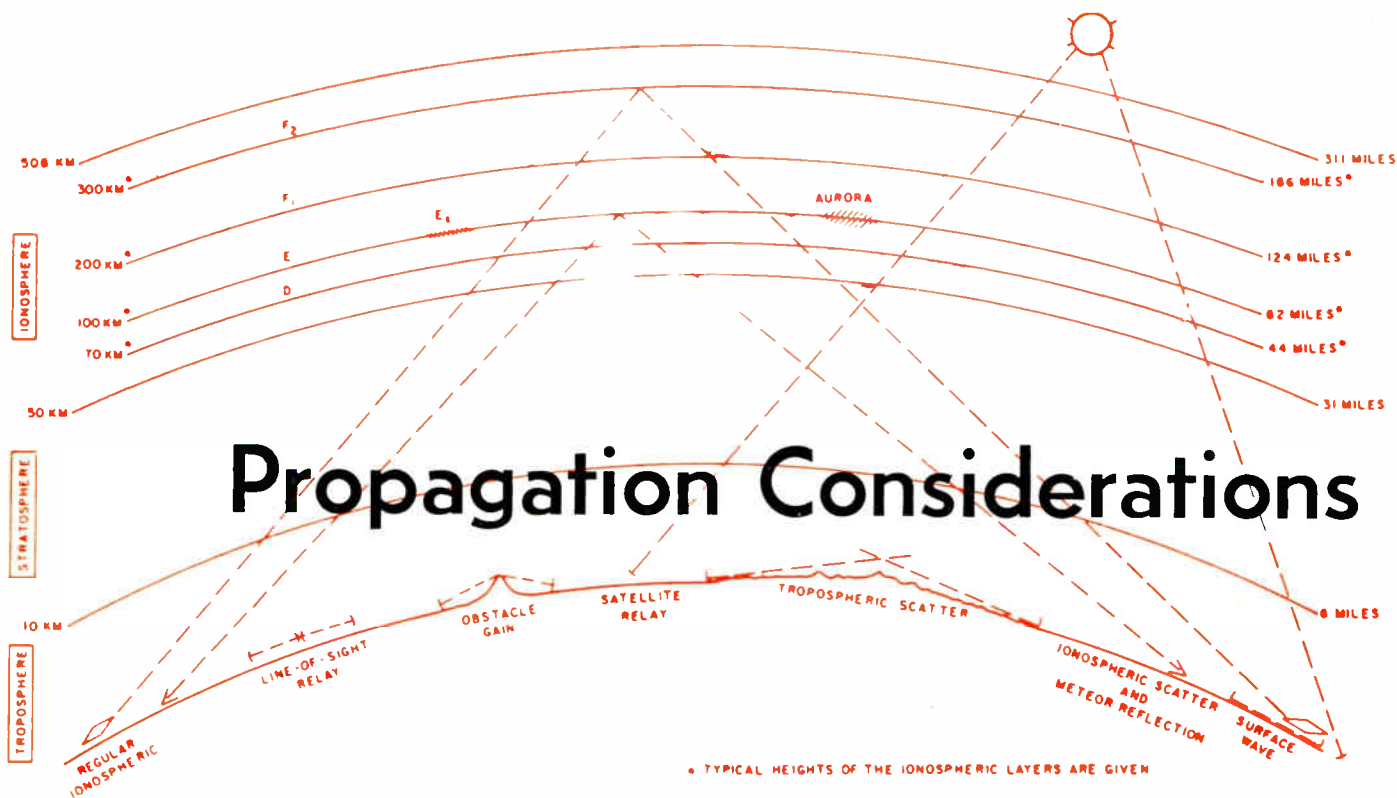 F2
506 KM
311 MILES
300 KM•
186 MILES•
F1
Es
AURORA
IONOSPHERE
200 KM•
E
124 MILES•
D
100 KM•
62 MILES•
70 KM•
44 MILES•
50 KM
31 MILES
Propagation Considerations
STRATOSPHERE
10 KM
6 MILES
TROPOSPHERE
REGULAR
IONOSPHERIC
LINE-OF-SIGHT
RELAY
OBSTACLE
GAIN
SATELLITE
RELAY
TROPOSPHERIC SCATTER
IONOSPHERIC SCATTER
AND
METEOR REFLECTION
SURFACE
WAVE
• TYPICAL HEIGHTS OF THE IONOSPHERIC LAYERS ARE GIVEN